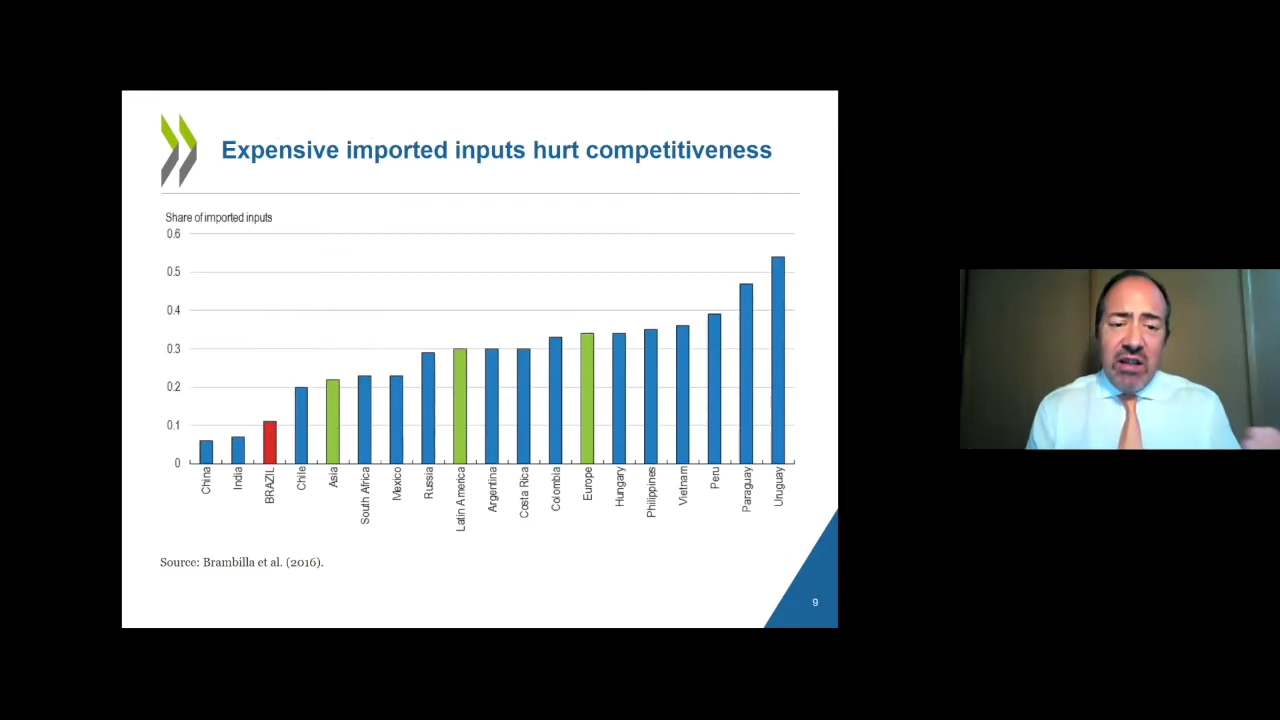 Expensive imported inputs hurt competitiveness
Share of imported inputs
0.6
0.5
0.4
0.3
0.2
0.1
0
China
India
BRAZIL
Chile
Asia
South Africa
Mexico
Russia
Latin America
Argentina
Costa Rica
Colombia
Europe
Hungary
Philippines
Vietnam
Peru
Paraguay
Uruguay
Source: Brambilla et al. (2016).
9